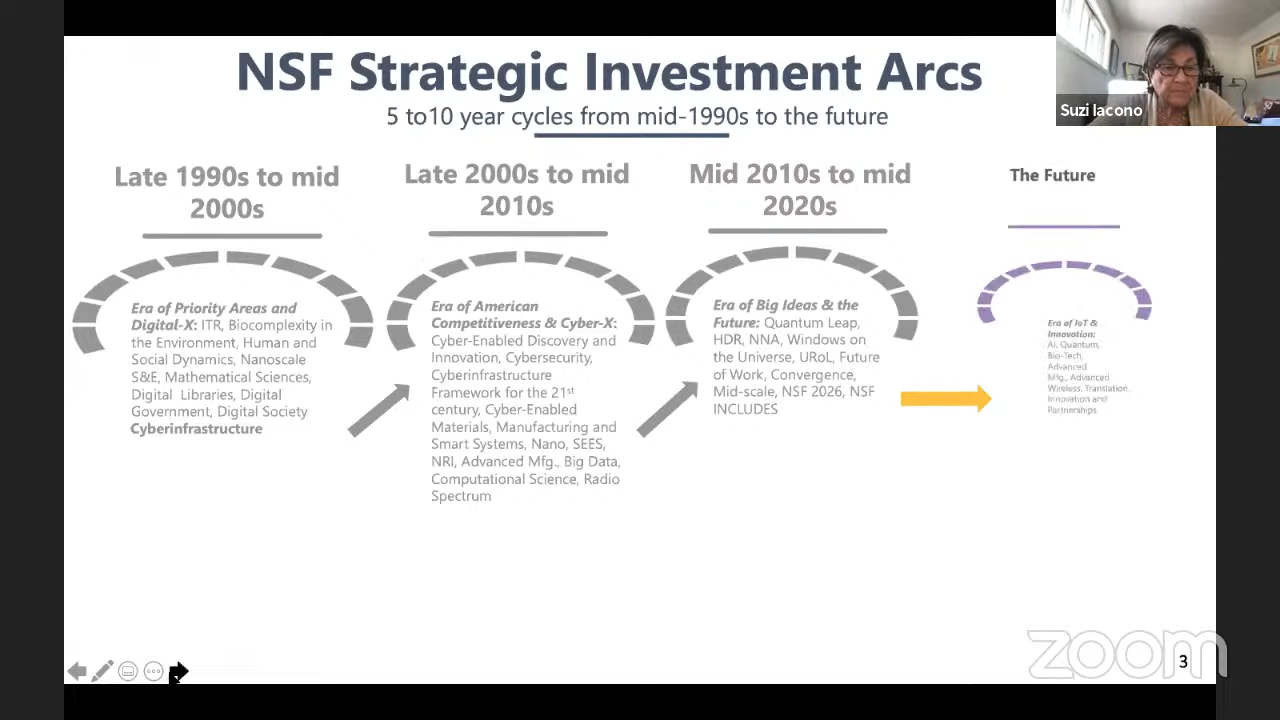 NSF Strategic Investment Arcs
5 to10 year cycles from mid-1990s to the future
Suzi Iacono
Late 1990s to mid
2000s
Era of Priority Areas and
Digital-X: ITR, Biocomplexity in
the Environment, Human and
Social Dynamics, Nanoscale
S&E, Mathematical Sciences,
Digital Libraries, Digital
Government, Digital Society
Cyberinfrastructure
Late 2000s to mid
2010s
Era of American
Competitiveness & Cyber-X:
Cyber-Enabled Discovery and
Innovation, Cybersecurity,
Cyberinfrastructure
Framework for the 21st
century, Cyber-Enabled
Materials, Manufacturing and
Smart Systems, Nano, SEES,
NRI, Advanced Mfg., Big Data,
Computational Science, Radio
Spectrum
Mid 2010s to mid
2020s
Era of Big Ideas & the
Future: Quantum Leap,
HDR, NNA, Windows on
the Universe, URoL, Future
of Work, Convergence,
Mid-scale, NSF 2026, NSF
INCLUDES
The Future
Era of IoT &
Innovation:
AI, Quantum,
Bio-Tech,
Advanced
Mfg., Advanced
Wireless, Translation,
Innovation and
Partnerships
zoom
3